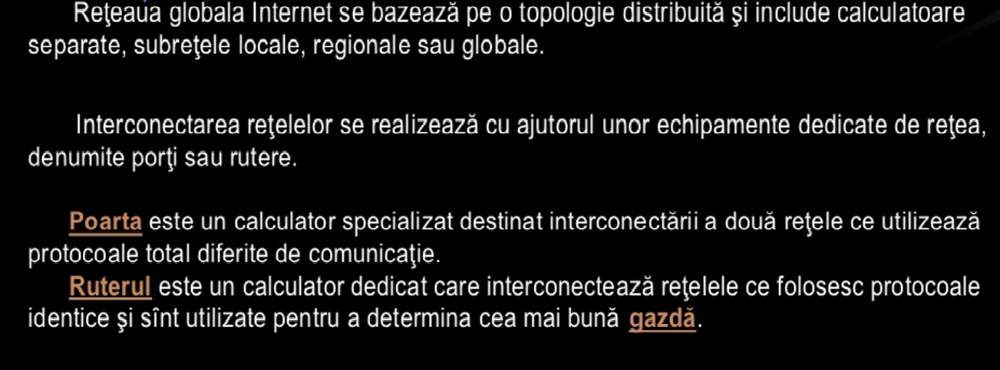 Reţeaua globala Internet se bazează pe o topologie distribuită şi include calculatoare
separate, subreţele locale, regionale sau globale.
Interconectarea reţelelor se realizează cu ajutorul unor echipamente dedicate de reţea,
denumite porţi sau rutere.
Poarta este un calculator specializat destinat interconectării a două reţele ce utilizează
protocoale total diferite de comunicaţie.
Ruterul este un calculator dedicat care interconectează reţelele ce folosesc protocoale
identice şi sînt utilizate pentru a determina cea mai bună gazdă.